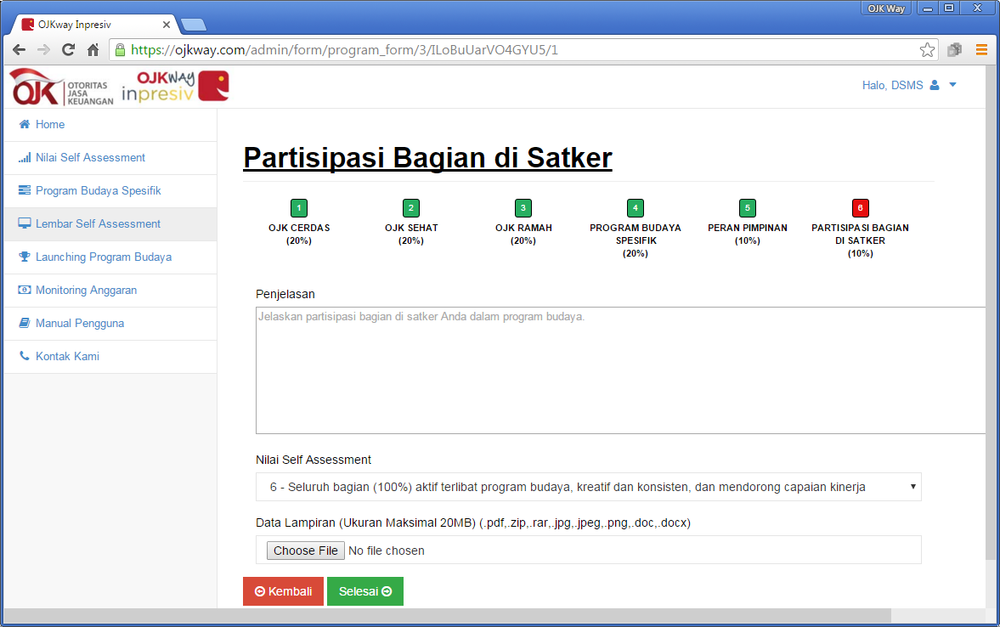 OJK Way
OJKway Inpresiv
https://ojkway.com/admin/form/program_form/3/ILoBuUarVO4GYU5/1
OJK OTORITAS JASA KEUANGAN
OJKWAY
inpresiv
Halo, DSMS
Home
Nilai Self Assessment
Program Budaya Spesifik
Lembar Self Assessment
Launching Program Budaya
Monitoring Anggaran
Manual Pengguna
Kontak Kami
Partisipasi Bagian di Satker
1 2 3 4 5 6
OJK CERDAS (20%)
OJK SEHAT (20%)
OJK RAMAH (20%)
PROGRAM BUDAYA SPESIFIK (20%)
PERAN PIMPINAN (10%)
PARTISIPASI BAGIAN DI SATKER (10%)
Penjelasan
Jelaskan partisipasi bagian di satker Anda dalam program budaya.
Nilai Self Assessment
6 - Seluruh bagian (100%) aktif terlibat program budaya, kreatif dan konsisten, dan mendorong capaian kinerja
Data Lampiran (Ukuran Maksimal 20MB) (.pdf,.zip,.rar,.jpg,.jpeg,.png,.doc,.docx)
Choose File No file chosen
Kembali
Selesai